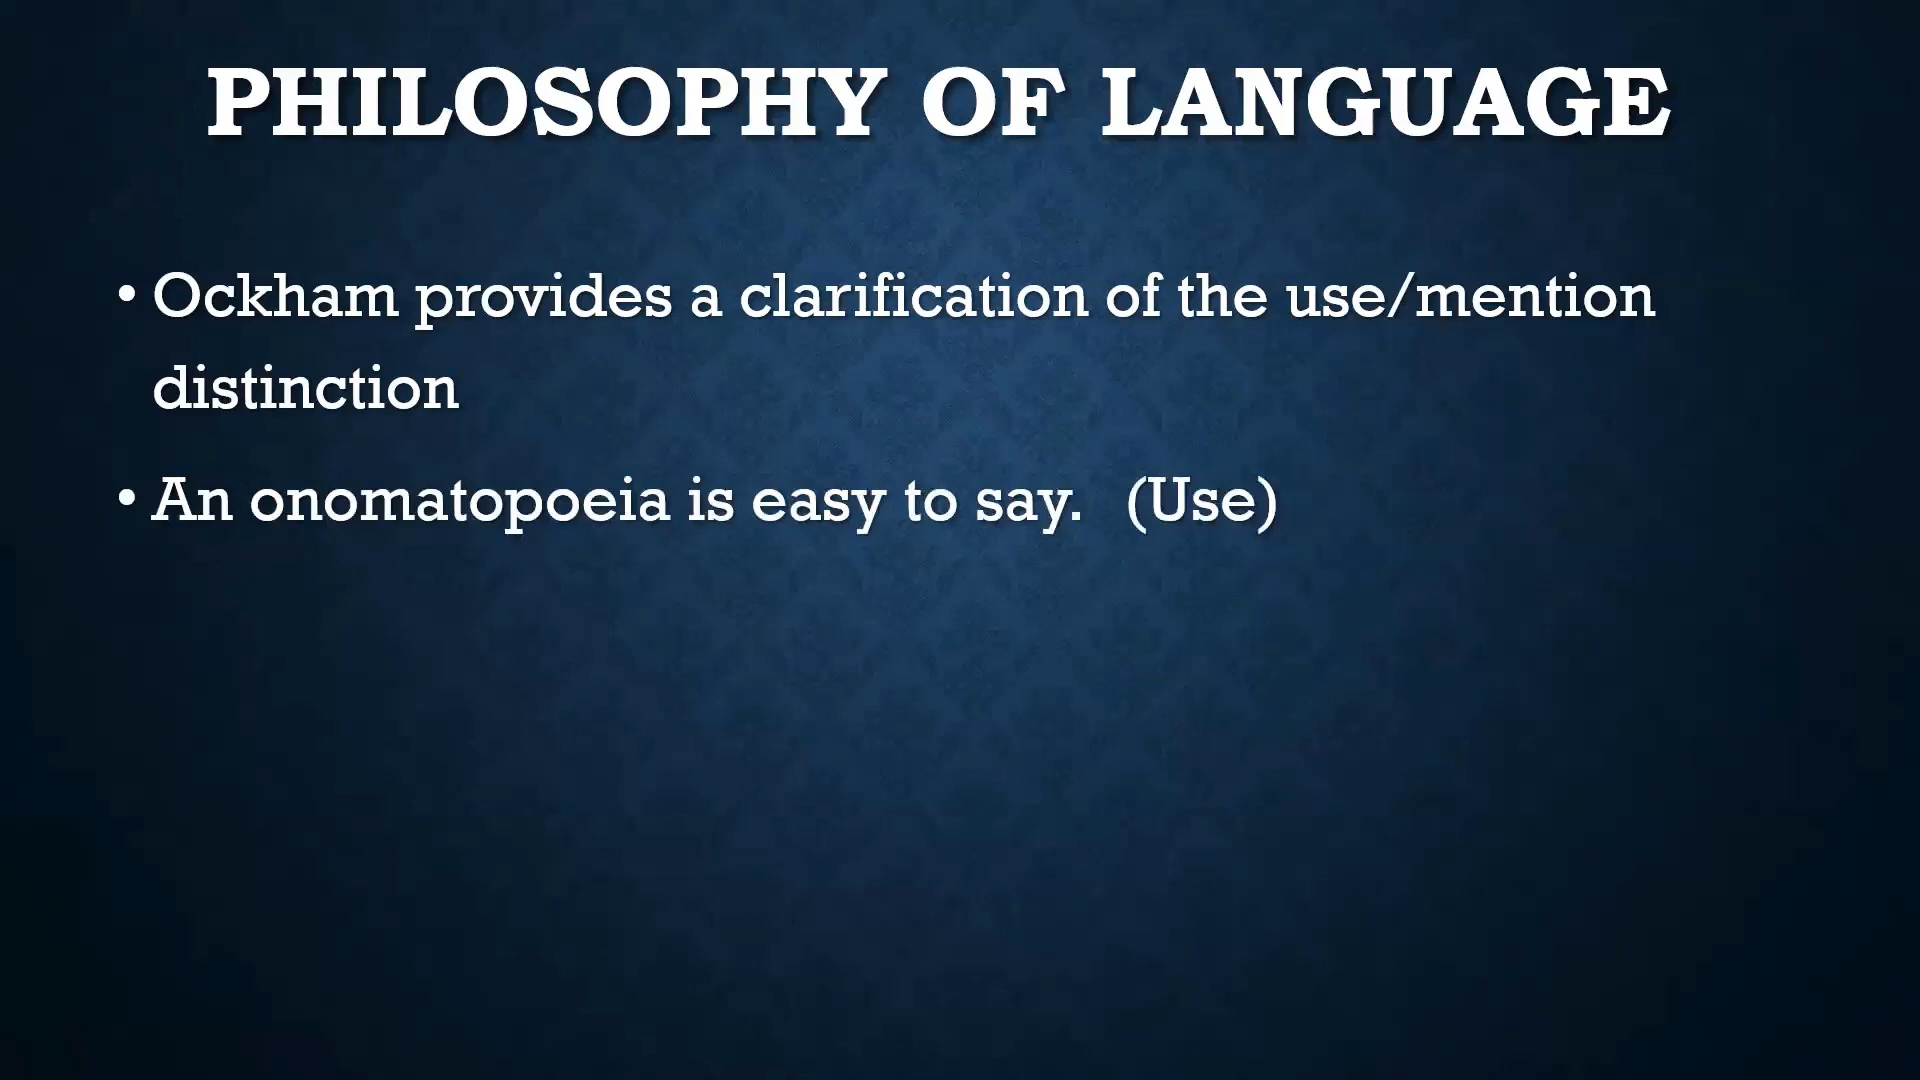 PHILOSOPHY OF LANGUAGE
• Ockham provides a clarification of the use/mention
distinction
• An onomatopoeia is easy to say. (Use)